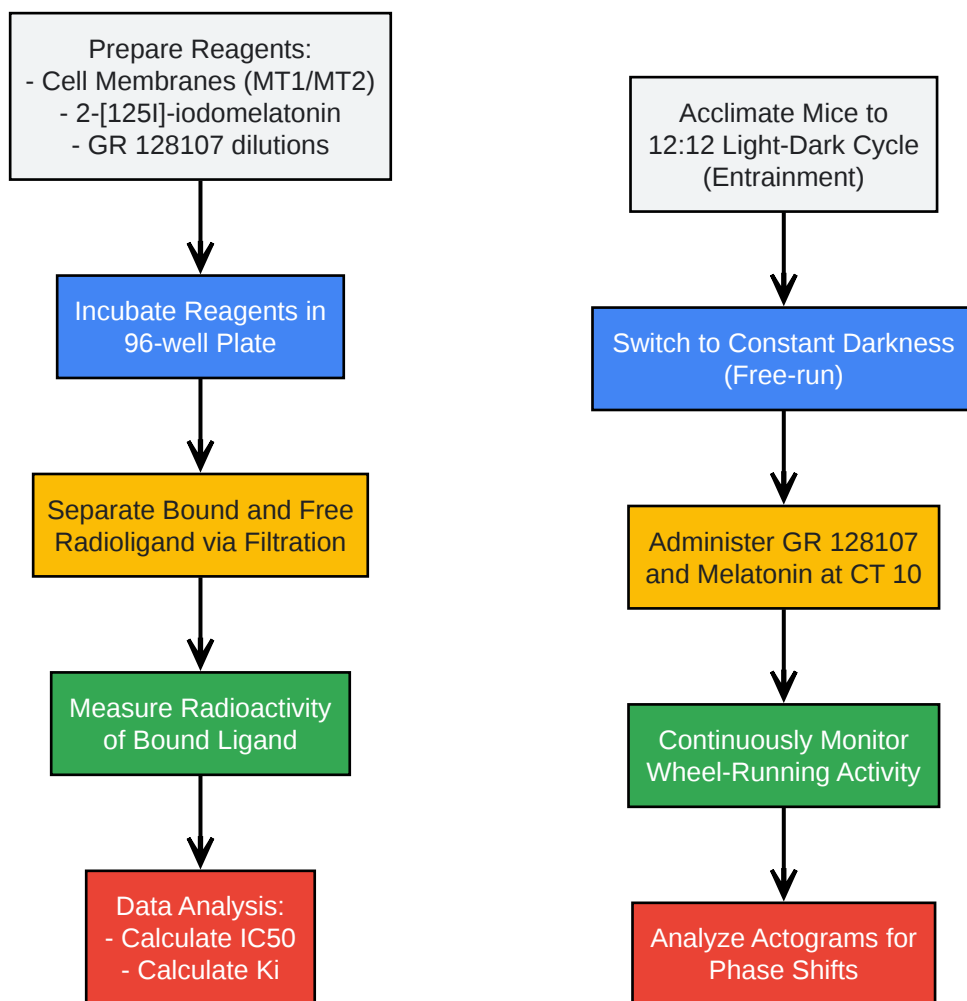 Prepare Reagents:
- Cell Membranes (MT1/MT2)
- 2-[125I]-iodomelatonin
- GR 128107 dilutions
Incubate Reagents in
96-well Plate
Separate Bound and Free
Radioligand via Filtration
Measure Radioactivity
of Bound Ligand
Data Analysis:
- Calculate IC50
- Calculate Ki
Acclimate Mice to
12:12 Light-Dark Cycle
(Entrainment)
Switch to Constant Darkness
(Free-run)
Administer GR 128107
and Melatonin at CT 10
Continuously Monitor
Wheel-Running Activity
Analyze Actograms for
Phase Shifts